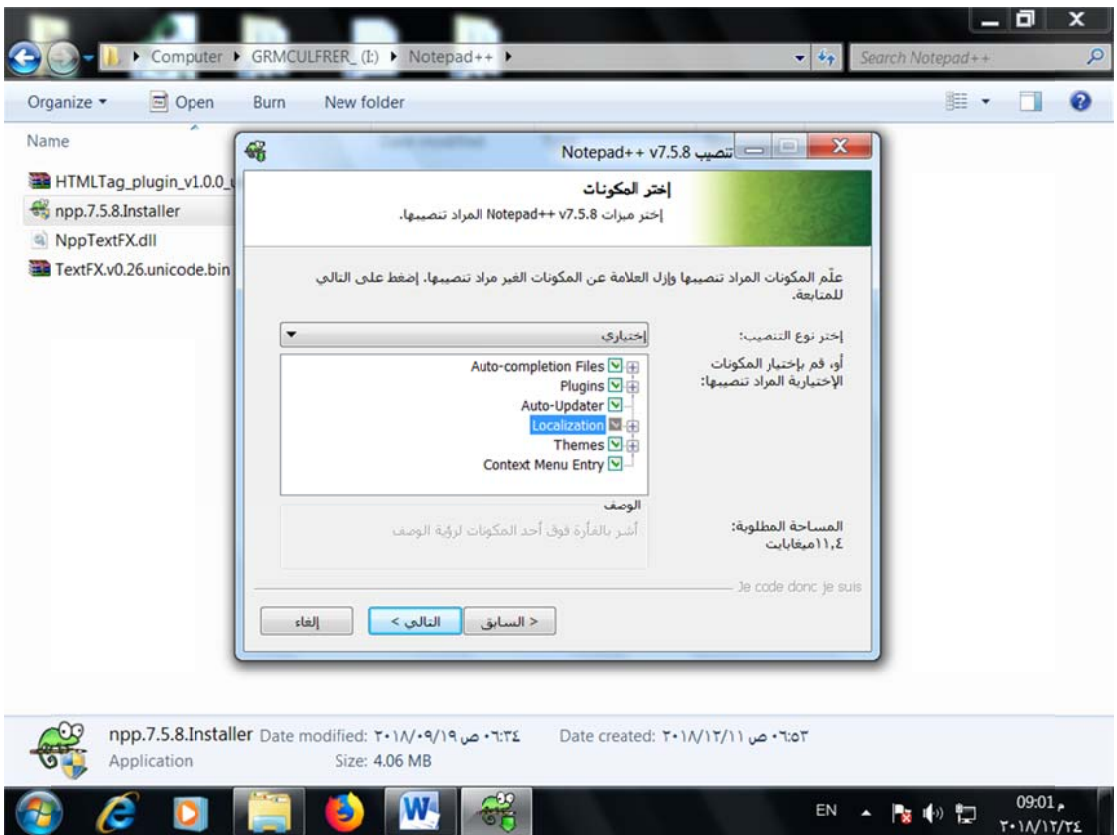 Computer ▸ GRMCULFRER_ (I:) ▸ Notepad++ ▸
Search Notepad++
Organize Open Burn New folder
Name
HTMLTag_plugin_v1.0.0_u
npp.7.5.8.Installer
NppTextFX.dll
TextFX.v0.26.unicode.bin
تنصيب Notepad++ v7.5.8
إختر المكونات
إختر ميزات Notepad++ v7.5.8 المراد تنصيبها.
علّم المكونات المراد تنصيبها وإزل العلامة عن المكونات الغير مراد تنصيبها. إضغط على التالي
للمتابعة.
إختر نوع التنصيب:
إختياري
أو، قم بإختيار المكونات
الإختيارية المراد تنصيبها:
Auto-completion Files
Plugins
Auto-Updater
Localization
Themes
Context Menu Entry
الوصف
أشر بالفأرة فوق أحد المكونات لرؤية الوصف
المساحة المطلوبة:
١١,٤ميغابايت
Je code donc je suis
< السابق
التالي >
إلغاء
npp.7.5.8.Installer Date modified: ٢٠١٨/٠٩/١٩ ص ٠٦:٣٤ Date created: ٢٠١٨/١٢/١١ ص ٠٦:٥٣
Application Size: 4.06 MB
EN
09:01 م
٢٠١٨/١٢/٢٤